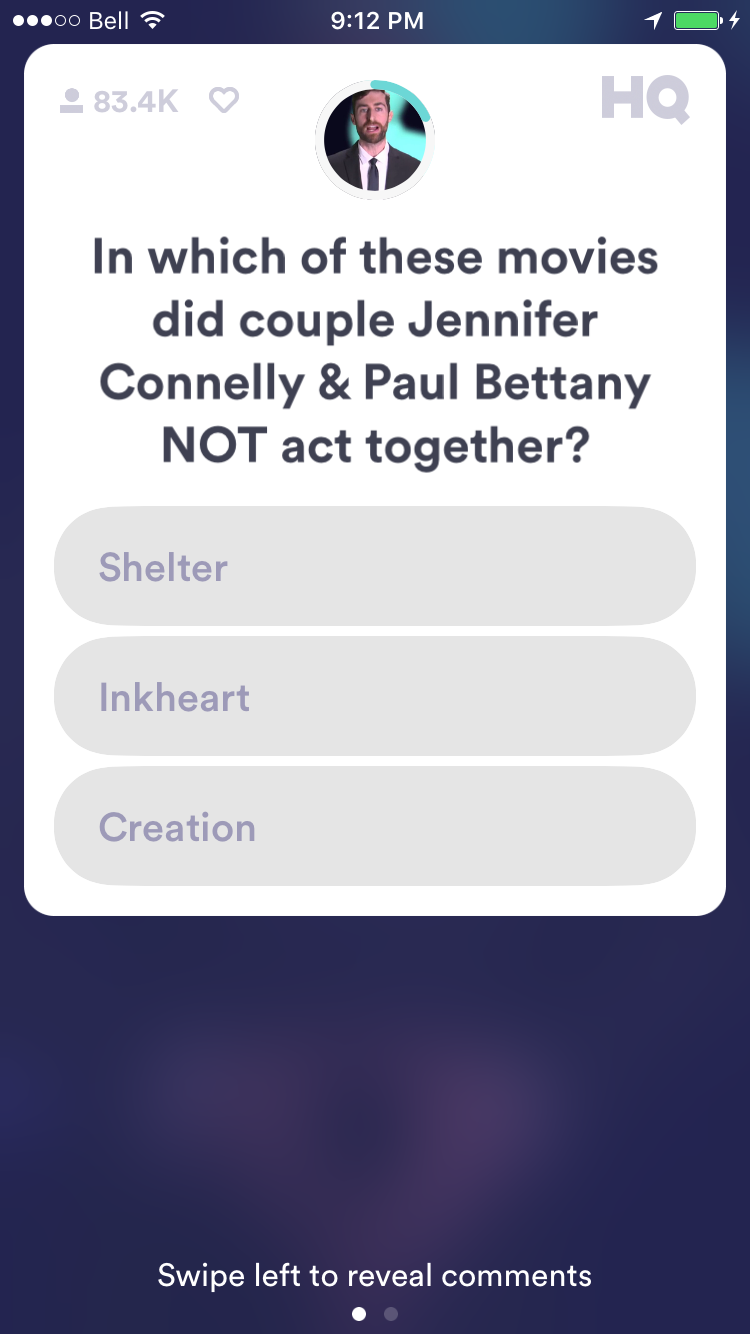 Bell 9:12 PM
83.4K HQ
In which of these movies
did couple Jennifer
Connelly & Paul Bettany
NOT act together?
Shelter
Inkheart
Creation
Swipe left to reveal comments